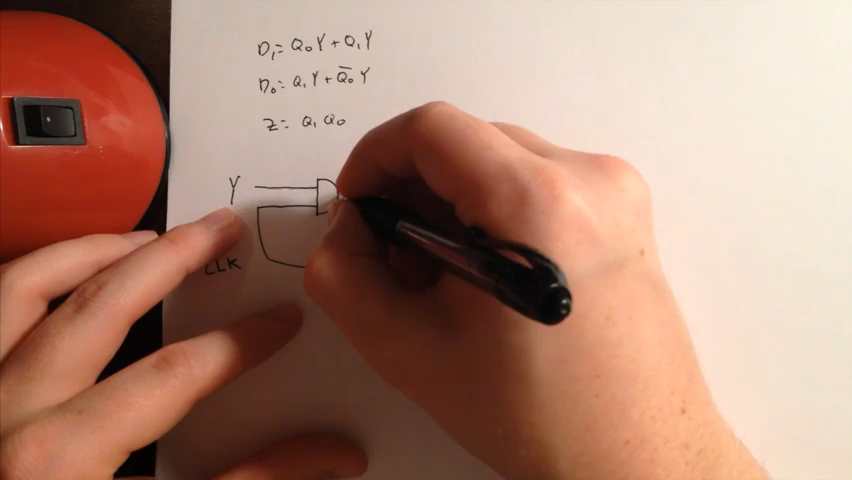 D₁= Q₀Y + Q₁Y
D₀= Q₁Y + Q̅₀Y
Z= Q₁Q₀
Y
CLK